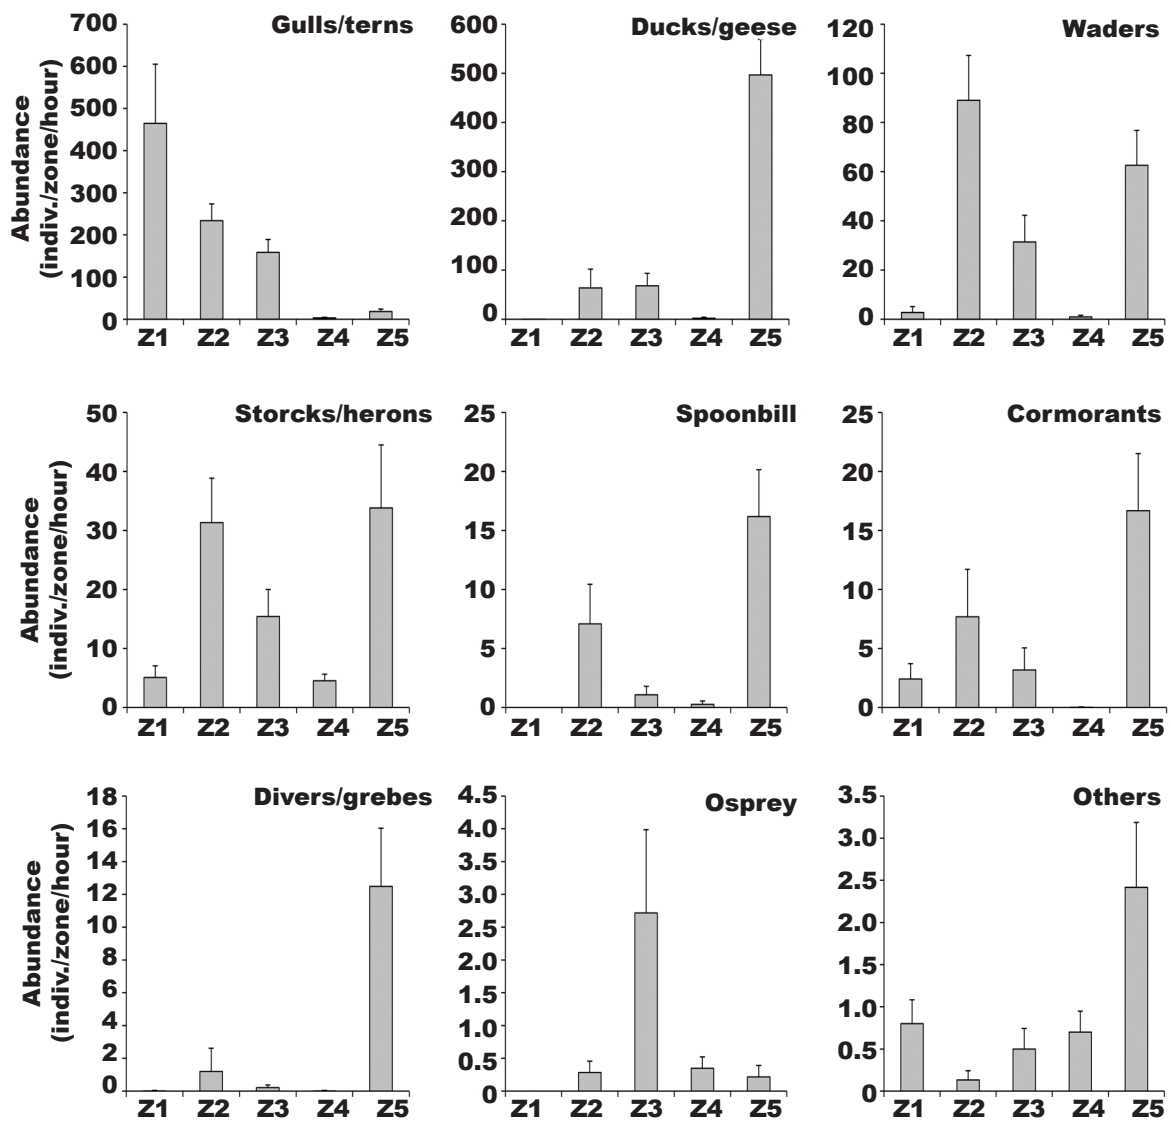 Gulls/terns
Abundance
(indiv./zone/hour)
700
600
500
400
300
200
100
0
Z1 Z2 Z3 Z4 Z5
Ducks/geese
600
500
400
300
200
100
0
Z1 Z2 Z3 Z4 Z5
Waders
120
100
80
60
40
20
0
Z1 Z2 Z3 Z4 Z5
Storcks/herons
Abundance
(indiv./zone/hour)
50
40
30
20
10
0
Z1 Z2 Z3 Z4 Z5
Spoonbill
25
20
15
10
5
0
Z1 Z2 Z3 Z4 Z5
Cormorants
25
20
15
10
5
0
Z1 Z2 Z3 Z4 Z5
Divers/grebes
Abundance
(indiv./zone/hour)
18
16
14
12
10
8
6
4
2
0
Z1 Z2 Z3 Z4 Z5
Osprey
4.5
4.0
3.5
3.0
2.5
2.0
1.5
1.0
0.5
0
Z1 Z2 Z3 Z4 Z5
Others
3.5
3.0
2.5
2.0
1.5
1.0
0.5
0
Z1 Z2 Z3 Z4 Z5